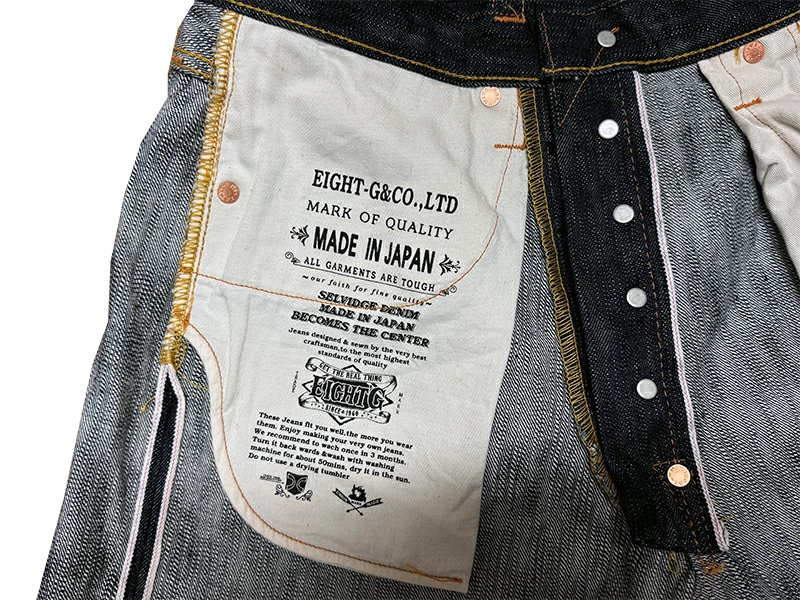 EIGHT-G&CO.,LTD
MARK OF QUALITY
MADE IN JAPAN
ALL GARMENTS ARE TOUGH
~our faith for fine quality~
SELVIDGE DENIM
MADE IN JAPAN
BECOMES THE CENTER
Jeans designed & sewn by the very best
craftsman,to the most highest
standards of quality
GET THE REAL THING
EIGHT'G
SINCE 1960
These Jeans fit you well.the more you wear
them. Enjoy making your very own jeans.
We recommend to wach once in 3 months.
Turn it back wards &wash with washing
machine for about 50mins, dry it in the sun.
Do not use a drying tumbler